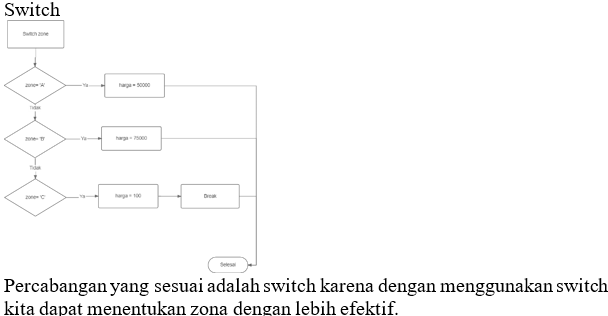 Switch
Switch zone
zone= 'A'
Ya
harga = 50000
Tidak
zone= 'B'
Ya
harga = 75000
Tidak
zone= 'C'
Ya
harga = 100
Break
Selesai
Percabangan yang sesuai adalah switch karena dengan menggunakan switch
kita dapat menentukan zona dengan lebih efektif.